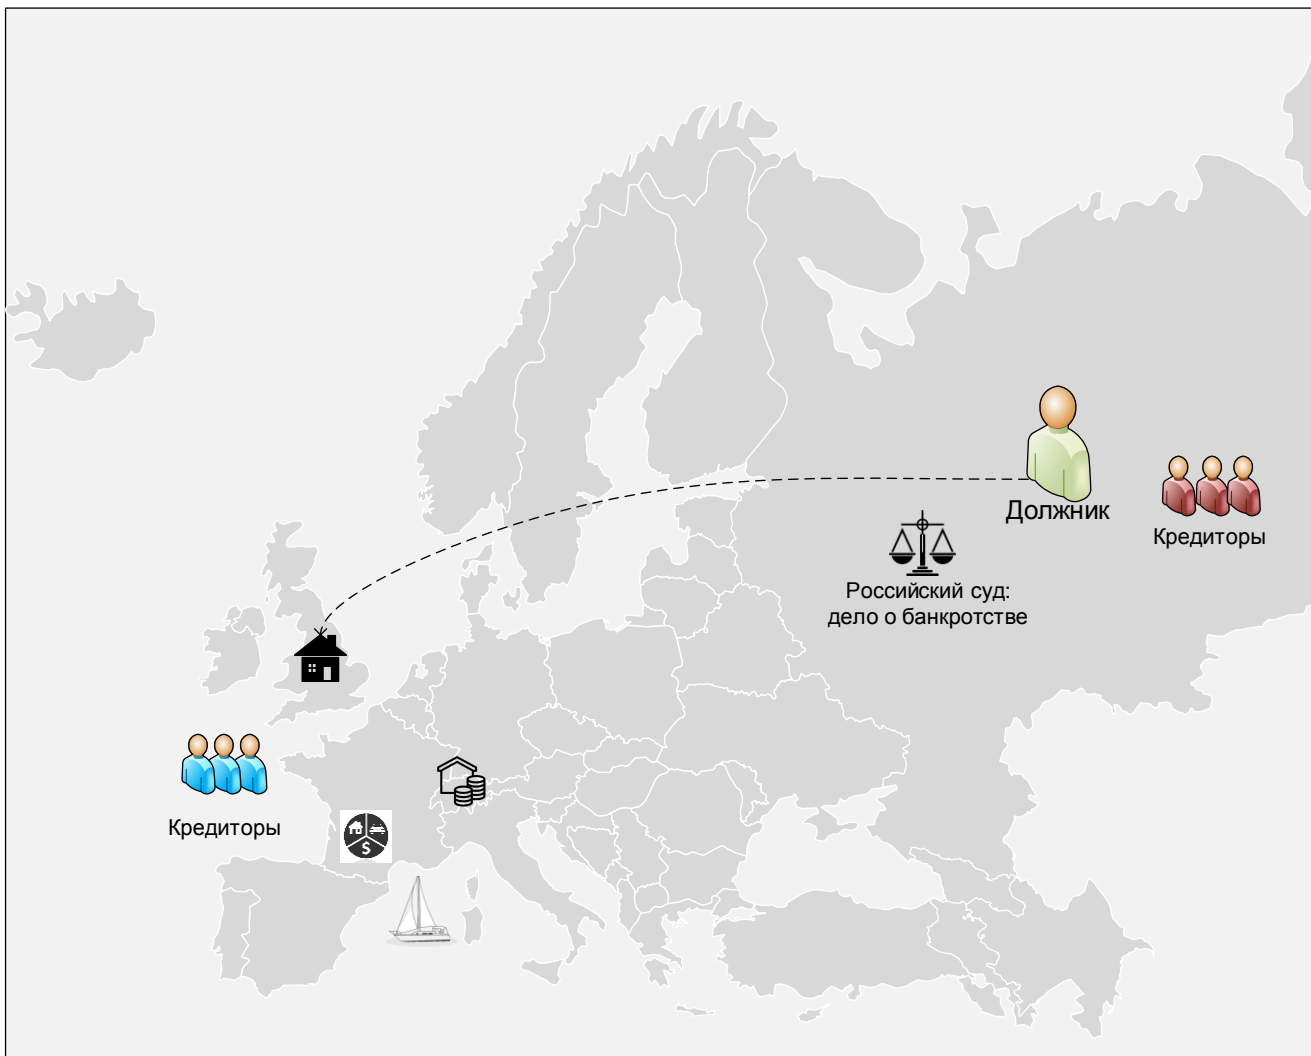 Должник
Кредиторы
Российский суд:
дело о банкротстве
Кредиторы
$